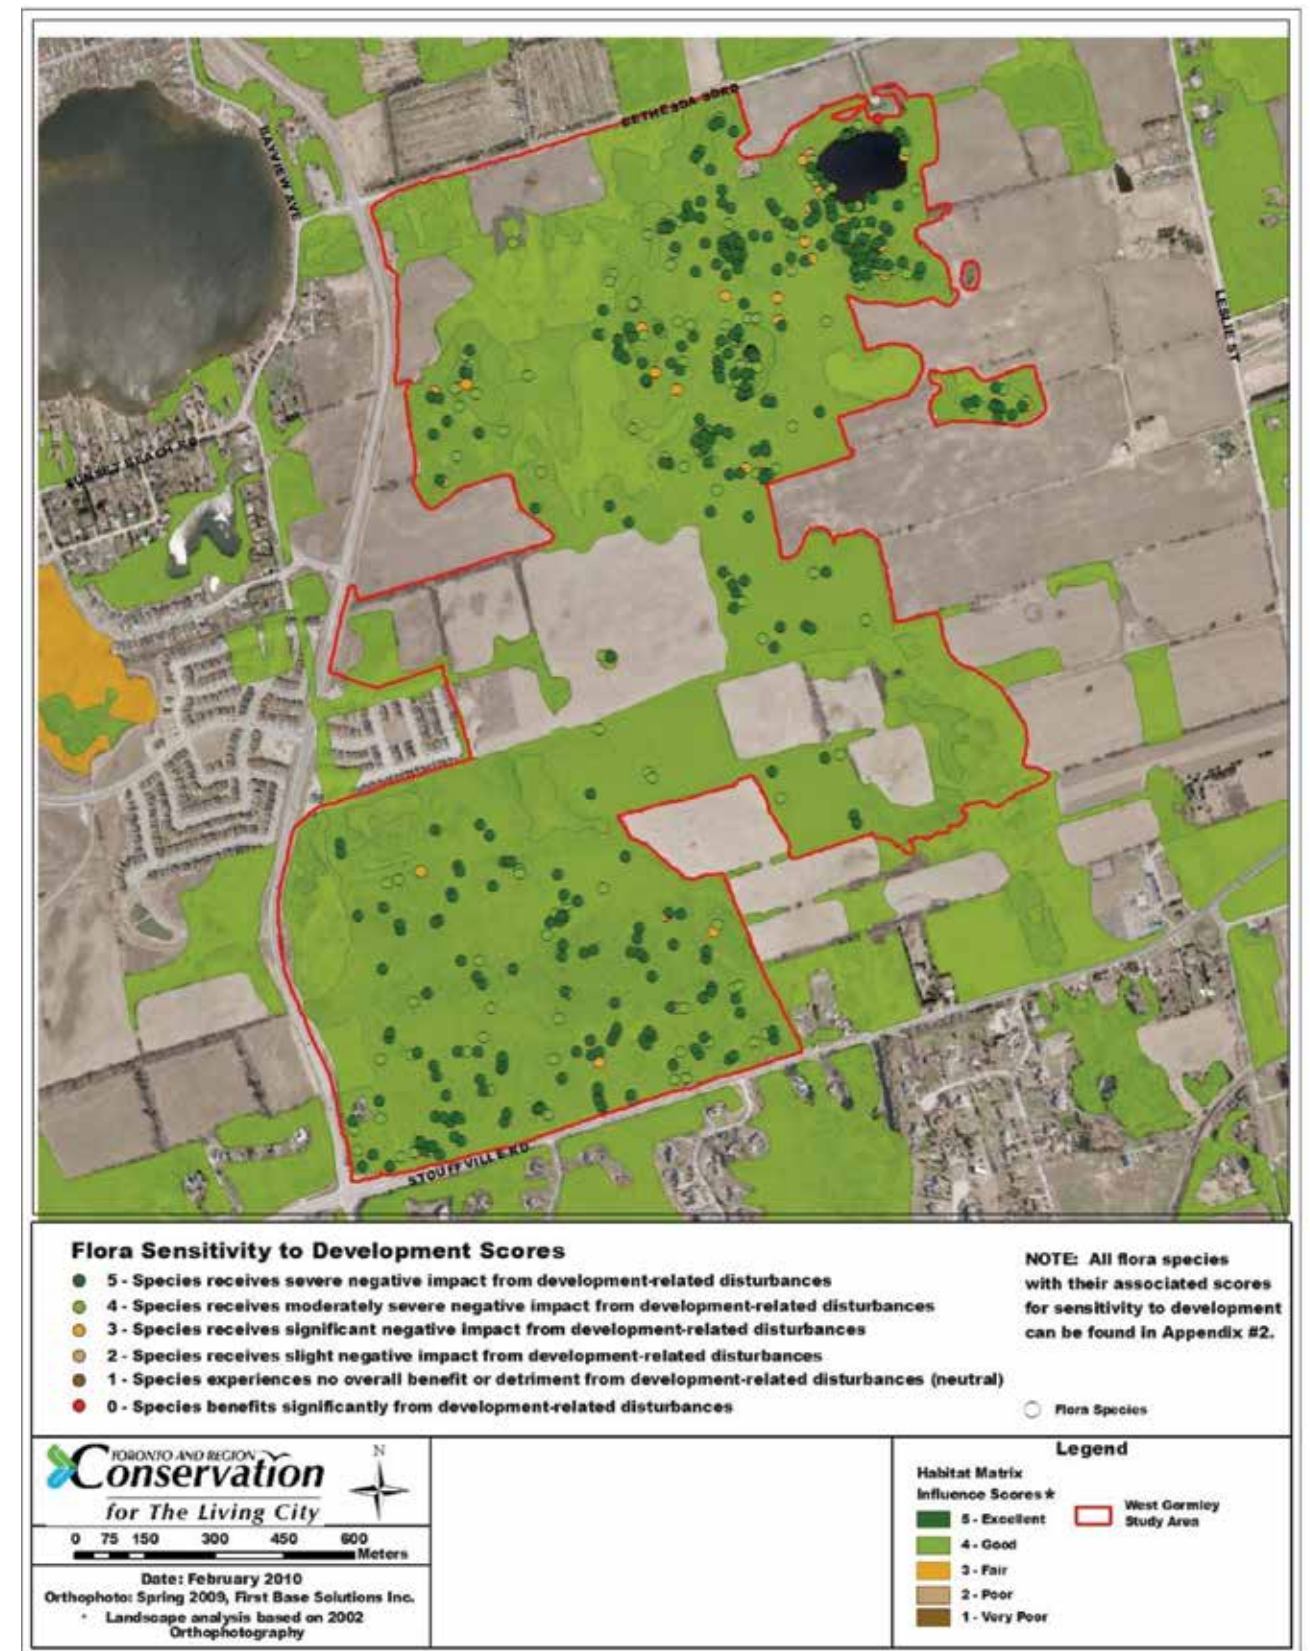 BETHESDA SDRD
BAYVIEW AVE
LESLIE ST
SUNSET BEACH RD
STOUFFVILLE RD
Flora Sensitivity to Development Scores
5 - Species receives severe negative impact from development-related disturbances
4 - Species receives moderately severe negative impact from development-related disturbances
3 - Species receives significant negative impact from development-related disturbances
2 - Species receives slight negative impact from development-related disturbances
1 - Species experiences no overall benefit or detriment from development-related disturbances (neutral)
0 - Species benefits significantly from development-related disturbances
NOTE: All flora species
with their associated scores
for sensitivity to development
can be found in Appendix #2.
Flora Species
TORONTO AND REGION
Conservation
for The Living City
N
0 75 150 300 450 600
Meters
Date: February 2010
Orthophoto: Spring 2009, First Base Solutions Inc.
* Landscape analysis based on 2002
Orthophotography
Legend
Habitat Matrix
Influence Scores*
5 - Excellent
4 - Good
3 - Fair
2 - Poor
1 - Very Poor
West Gormley
Study Area